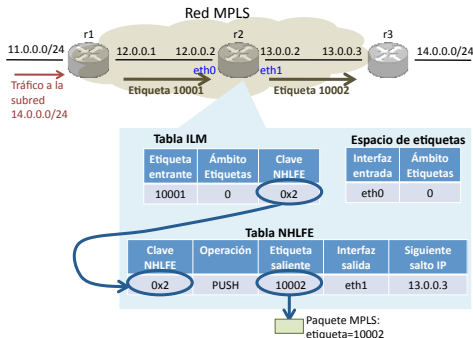 Red MPLS
r1
r2
r3
11.0.0.0/24
12.0.0.1
12.0.0.2
13.0.0.2
13.0.0.3
14.0.0.0/24
eth0
eth1
Tráfico a la
subred
14.0.0.0/24
Etiqueta 10001
Etiqueta 10002
Tabla ILM
Etiqueta entrante
Ámbito Etiquetas
Clave NHLFE
10001
0
0x2
Espacio de etiquetas
Interfaz entrada
Ámbito Etiquetas
eth0
0
Tabla NHLFE
Clave NHLFE
Operación
Etiqueta saliente
Interfaz salida
Siguiente salto IP
0x2
PUSH
10002
eth1
13.0.0.3
Paquete MPLS:
etiqueta=10002